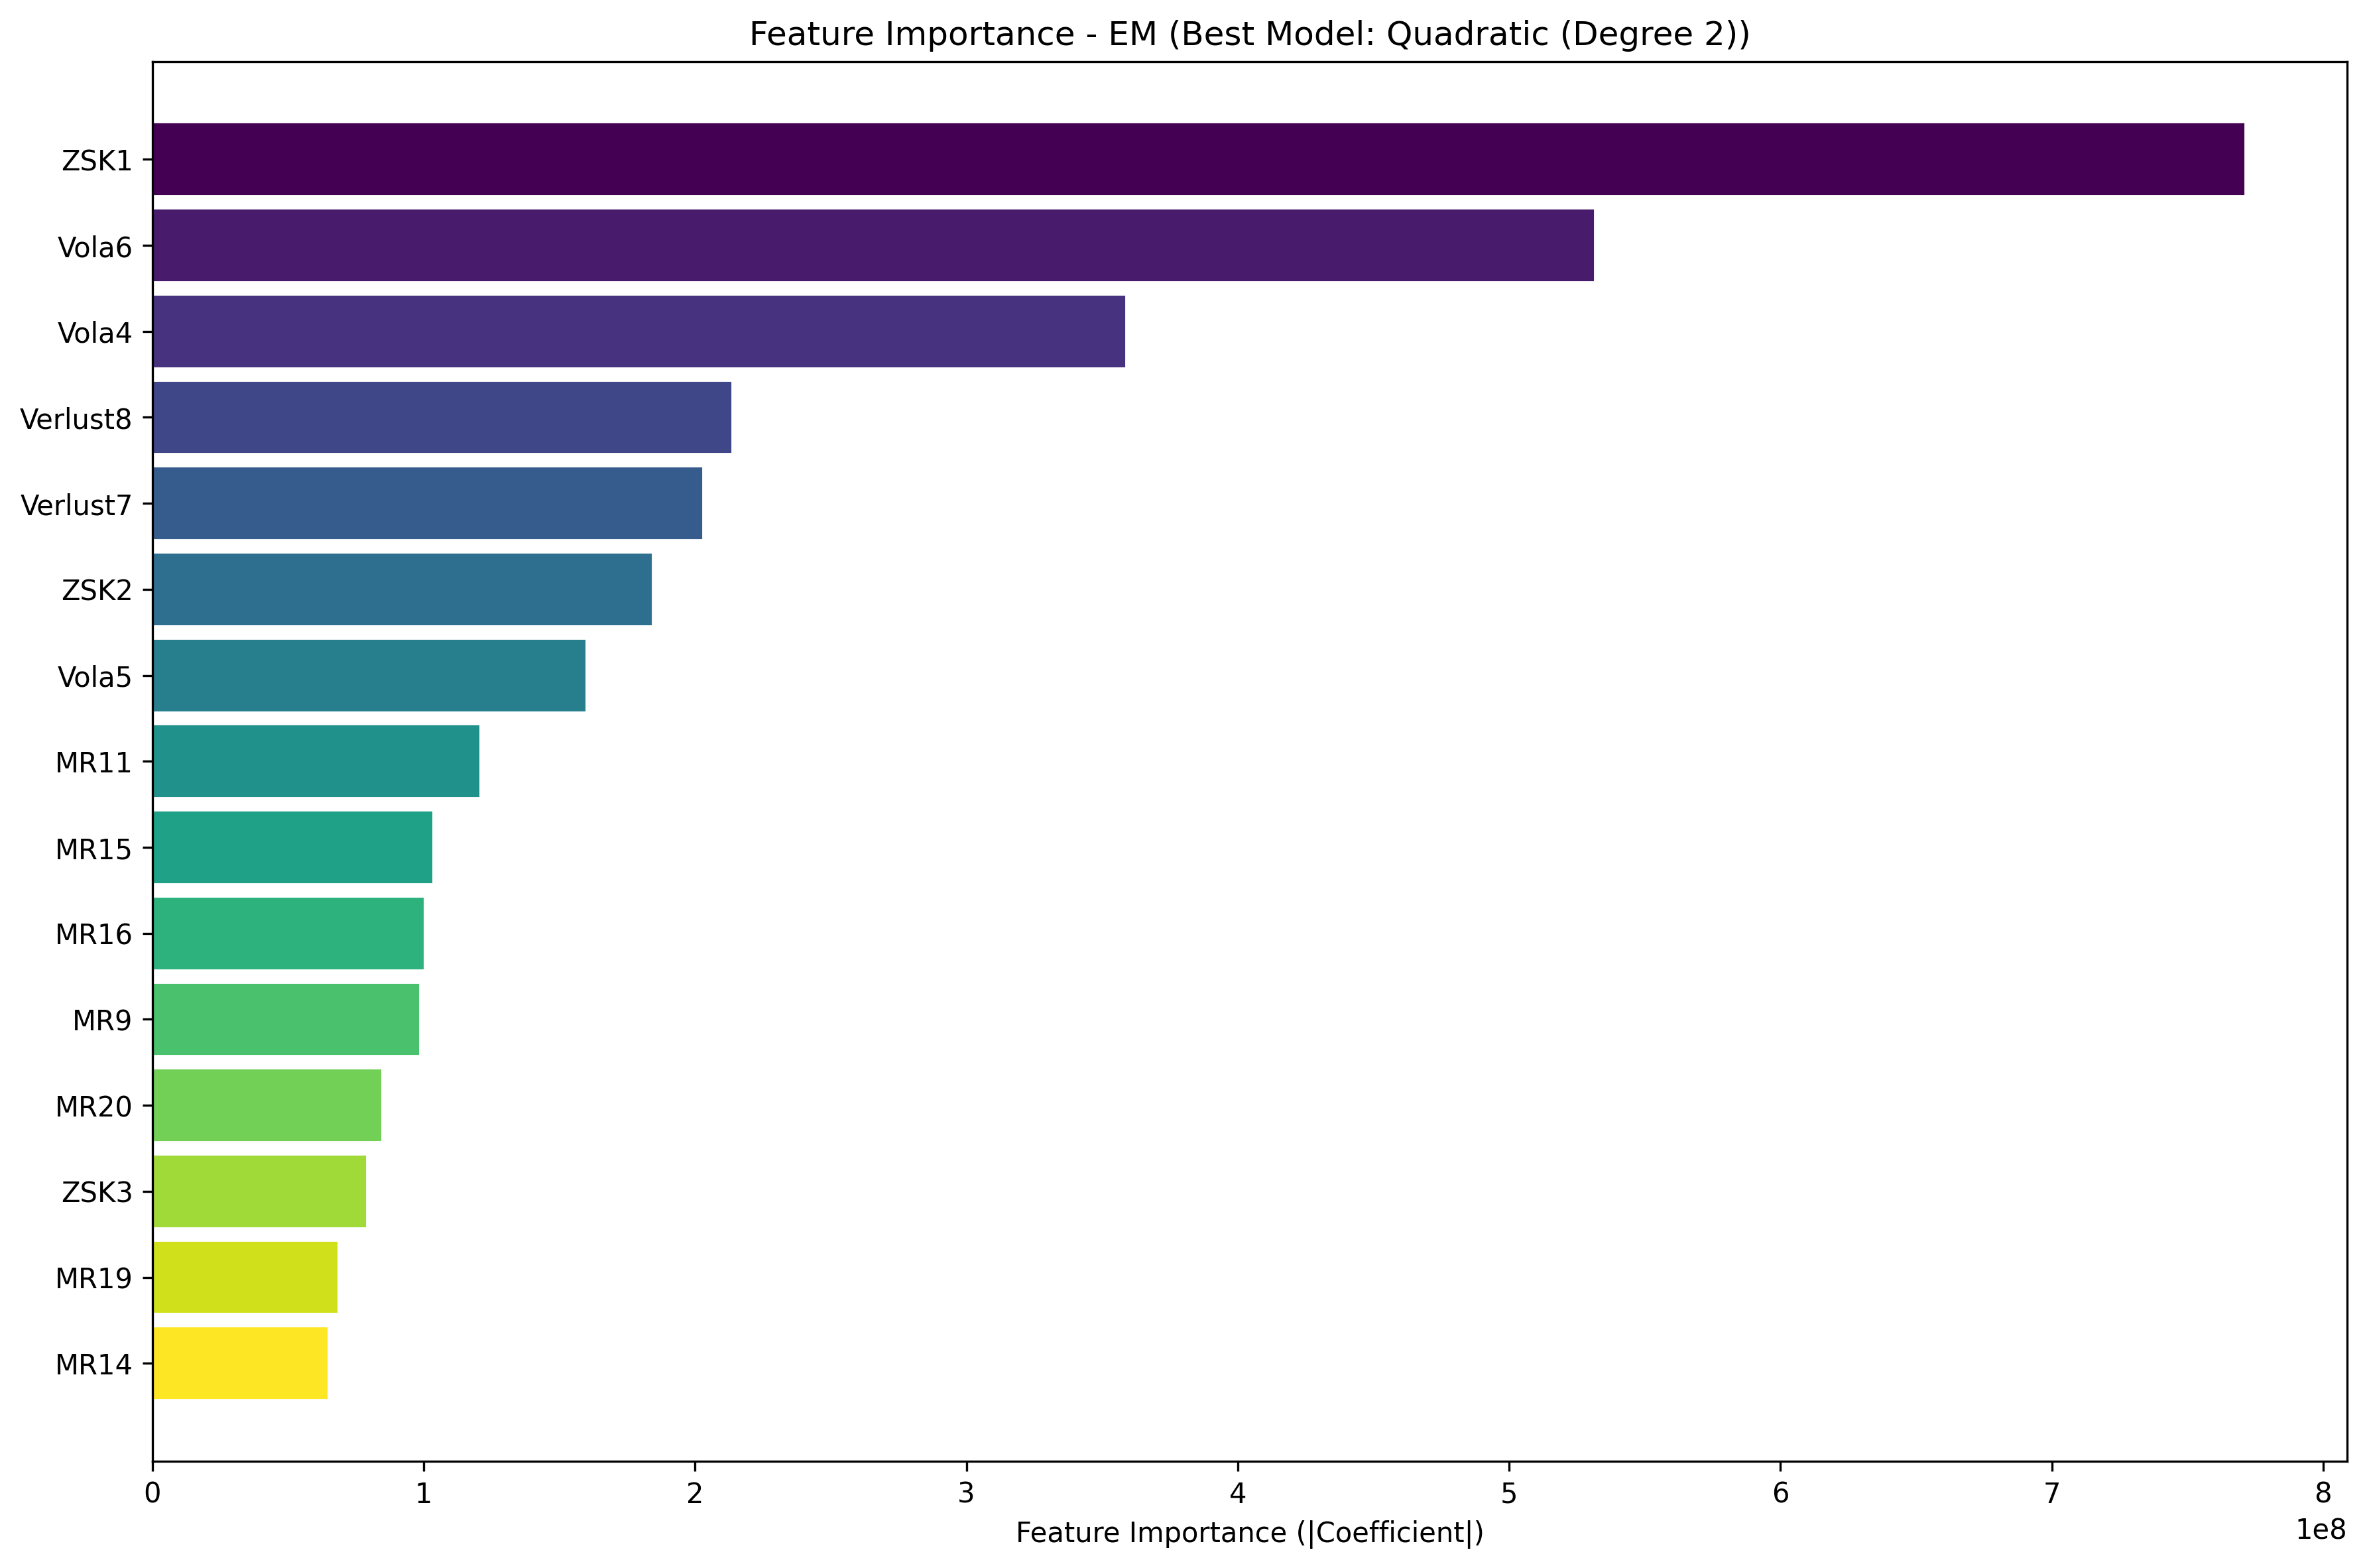 Feature Importance - EM (Best Model: Quadratic (Degree 2))
ZSK1
Vola6
Vola4
Verlust8
Verlust7
ZSK2
Vola5
MR11
MR15
MR16
MR9
MR20
ZSK3
MR19
MR14
0 1 2 3 4 5 6 7 8
1e8
Feature Importance (|Coefficient|)